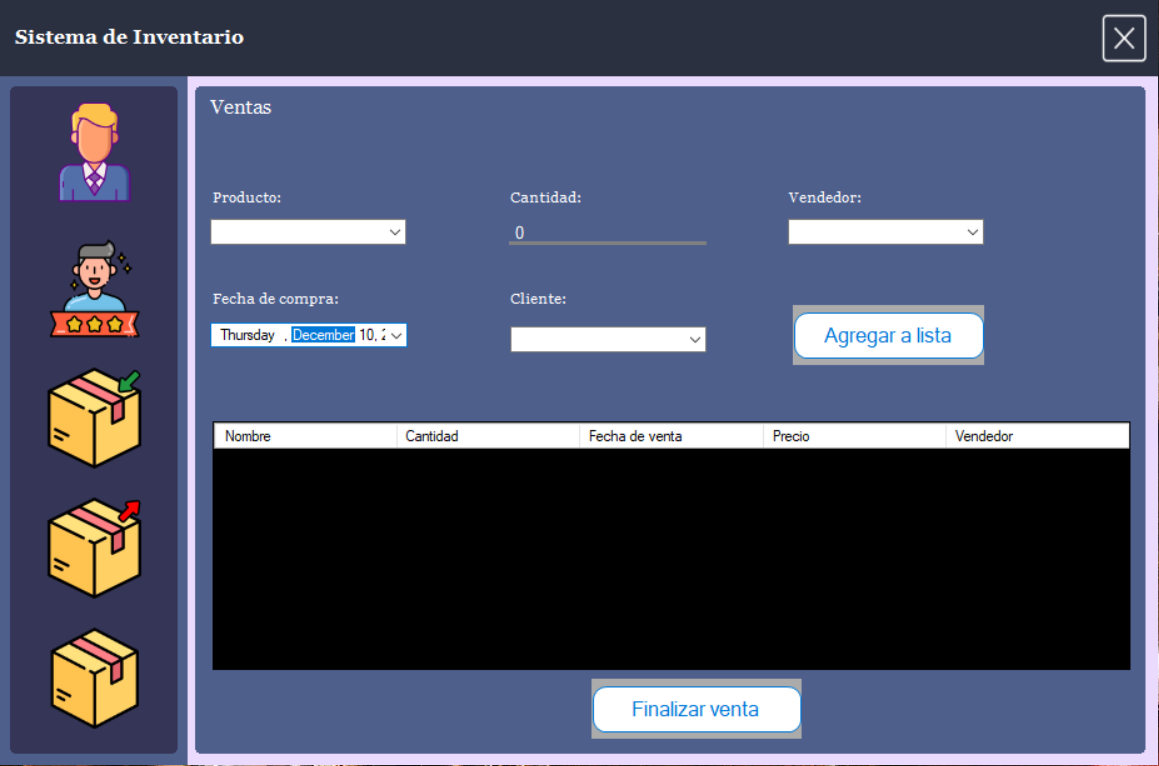 Sistema de Inventario
Ventas
Producto: Cantidad: Vendedor:
0
Fecha de compra: Cliente:
Thursday , December 10, Agregar a lista
Nombre Cantidad Fecha de venta Precio Vendedor
Finalizar venta